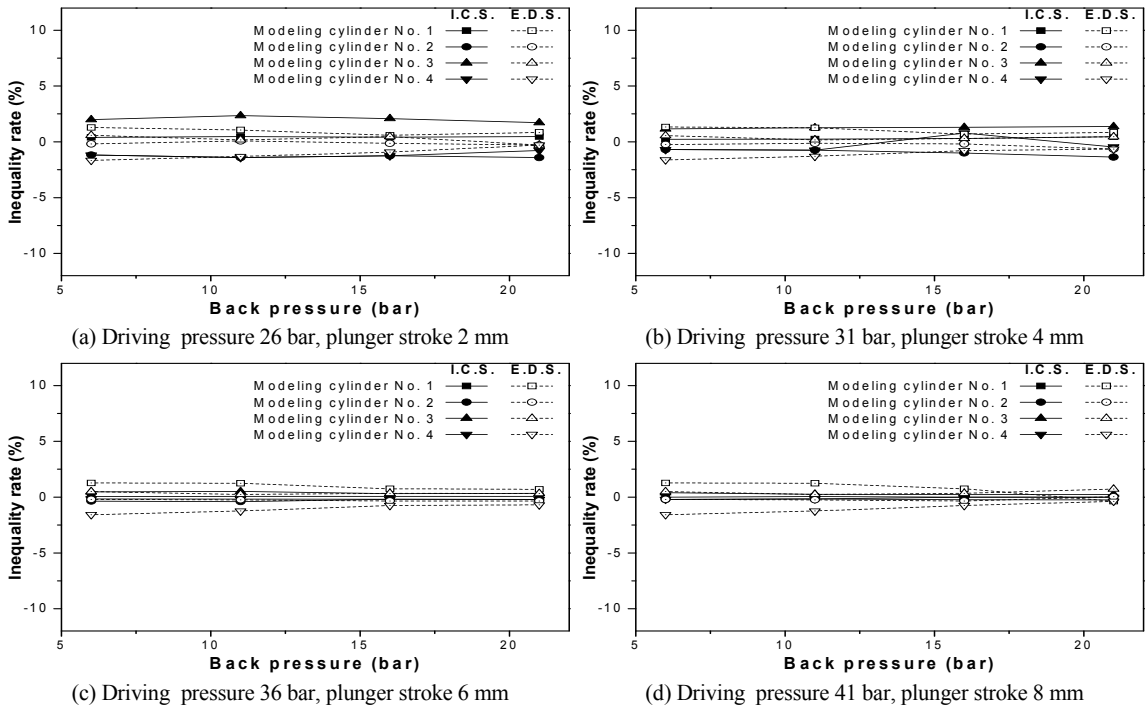 I.C.S. E.D.S.
Modeling cylinder No. 1
Modeling cylinder No. 2
Modeling cylinder No. 3
Modeling cylinder No. 4
Inequality rate (%)
10
5
0
-5
-10
5 10 15 20
Back pressure (bar)
(a) Driving pressure 26 bar, plunger stroke 2 mm
I.C.S. E.D.S.
Modeling cylinder No. 1
Modeling cylinder No. 2
Modeling cylinder No. 3
Modeling cylinder No. 4
Inequality rate (%)
10
5
0
-5
-10
5 10 15 20
Back pressure (bar)
(b) Driving pressure 31 bar, plunger stroke 4 mm
I.C.S. E.D.S.
Modeling cylinder No. 1
Modeling cylinder No. 2
Modeling cylinder No. 3
Modeling cylinder No. 4
Inequality rate (%)
10
5
0
-5
-10
5 10 15 20
Back pressure (bar)
(c) Driving pressure 36 bar, plunger stroke 6 mm
I.C.S. E.D.S.
Modeling cylinder No. 1
Modeling cylinder No. 2
Modeling cylinder No. 3
Modeling cylinder No. 4
Inequality rate (%)
10
5
0
-5
-10
5 10 15 20
Back pressure (bar)
(d) Driving pressure 41 bar, plunger stroke 8 mm